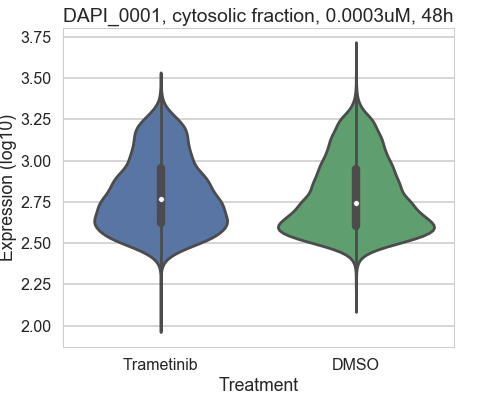 DAPI_0001, cytosolic fraction, 0.0003uM, 48h
Expression (log10)
3.75
3.50
3.25
3.00
2.75
2.50
2.25
2.00
Trametinib
DMSO
Treatment